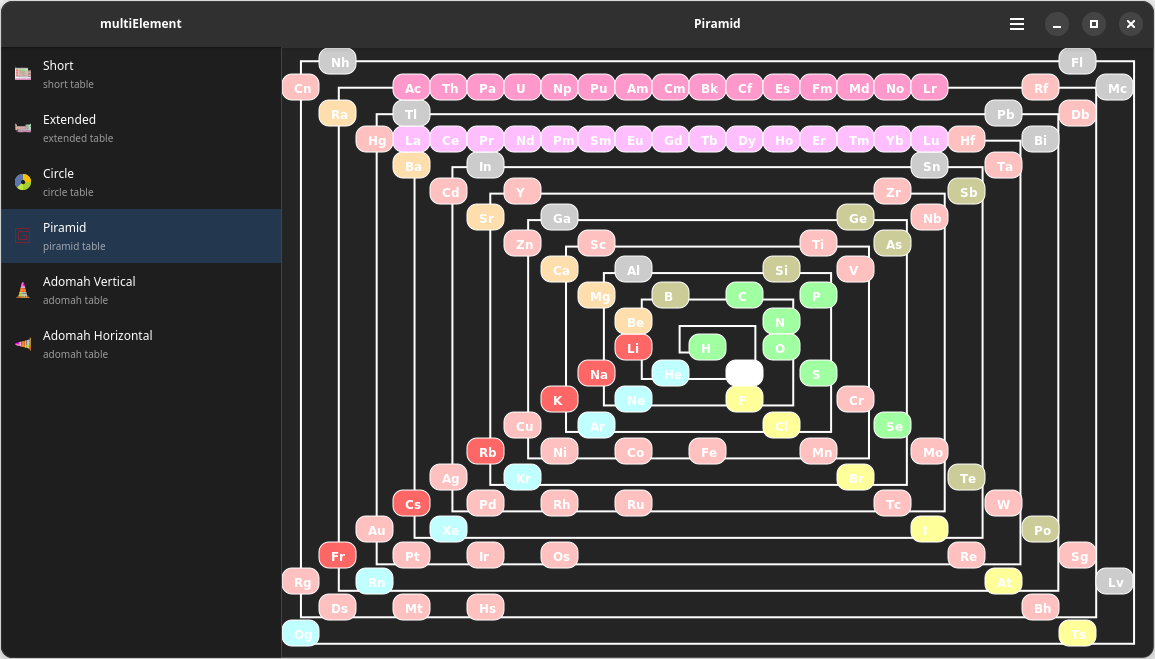 multiElement
Piramid
Short
short table
Extended
extended table
Circle
circle table
Piramid
piramid table
Adomah Vertical
adomah table
Adomah Horizontal
adomah table
Nh Fl
Cn Ac Th Pa U Np Pu Am Cm Bk Cf Es Fm Md No Lr Rf Mc
Ra Tl Pb Db
Hg La Ce Pr Nd Pm Sm Eu Gd Tb Dy Ho Er Tm Yb Lu Hf Bi
Ba In Sn Ta
Cd Y Zr Sb
Sr Ga Ge Nb
Zn Sc Ti As
Ca Al Si V
Mg B C P
Be N
Li H O
Na He S
K Ne F Cr
Cu Ar Cl Se
Rb Ni Co Fe Mn Mo
Ag Kr Br Te
Cs Pd Rh Ru Tc W
Au Xe I Po
Fr Pt Ir Os Re Sg
Rg Rn At Lv
Ds Mt Hs Bh
Og Ts